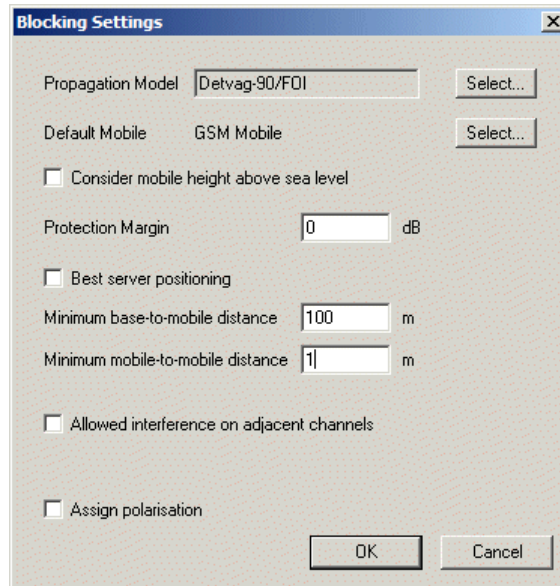 Blocking Settings
Propagation Model Detvag-90/FOI Select...
Default Mobile GSM Mobile Select...
Consider mobile height above sea level
Protection Margin 0 dB
Best server positioning
Minimum base-to-mobile distance 100 m
Minimum mobile-to-mobile distance 1 m
Allowed interference on adjacent channels
Assign polarisation
OK Cancel